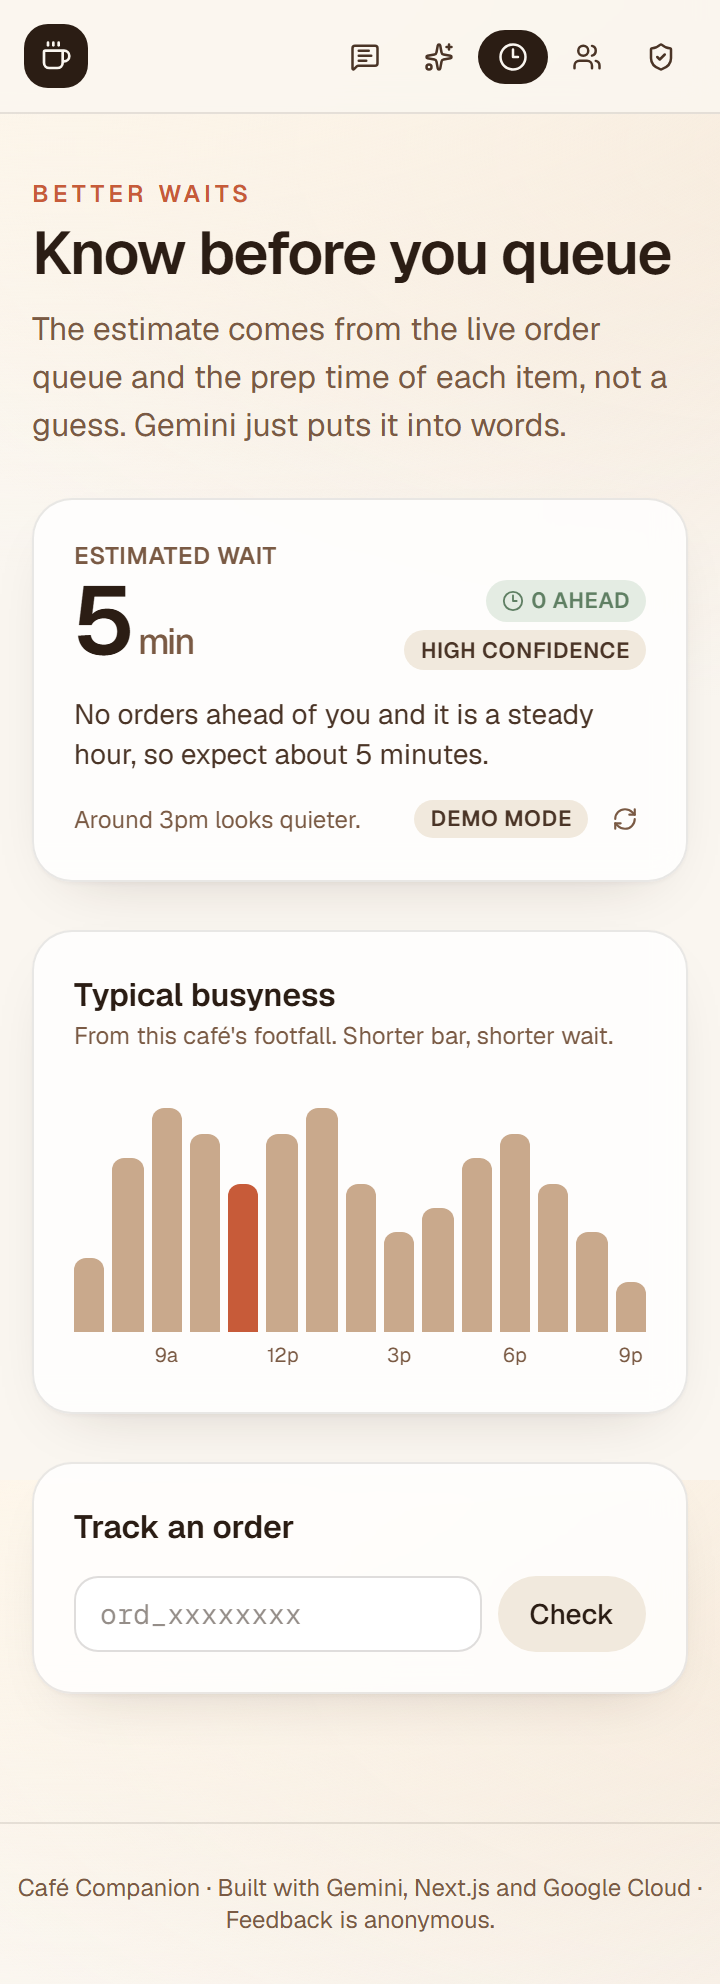 BETTER WAITS
Know before you queue
The estimate comes from the live order
queue and the prep time of each item, not a
guess. Gemini just puts it into words.
ESTIMATED WAIT
5 min
0 AHEAD
HIGH CONFIDENCE
No orders ahead of you and it is a steady
hour, so expect about 5 minutes.
Around 3pm looks quieter.
DEMO MODE
Typical busyness
From this café's footfall. Shorter bar, shorter wait.
9a 12p 3p 6p 9p
Track an order
ord_xxxxxxxx
Check
Café Companion · Built with Gemini, Next.js and Google Cloud ·
Feedback is anonymous.